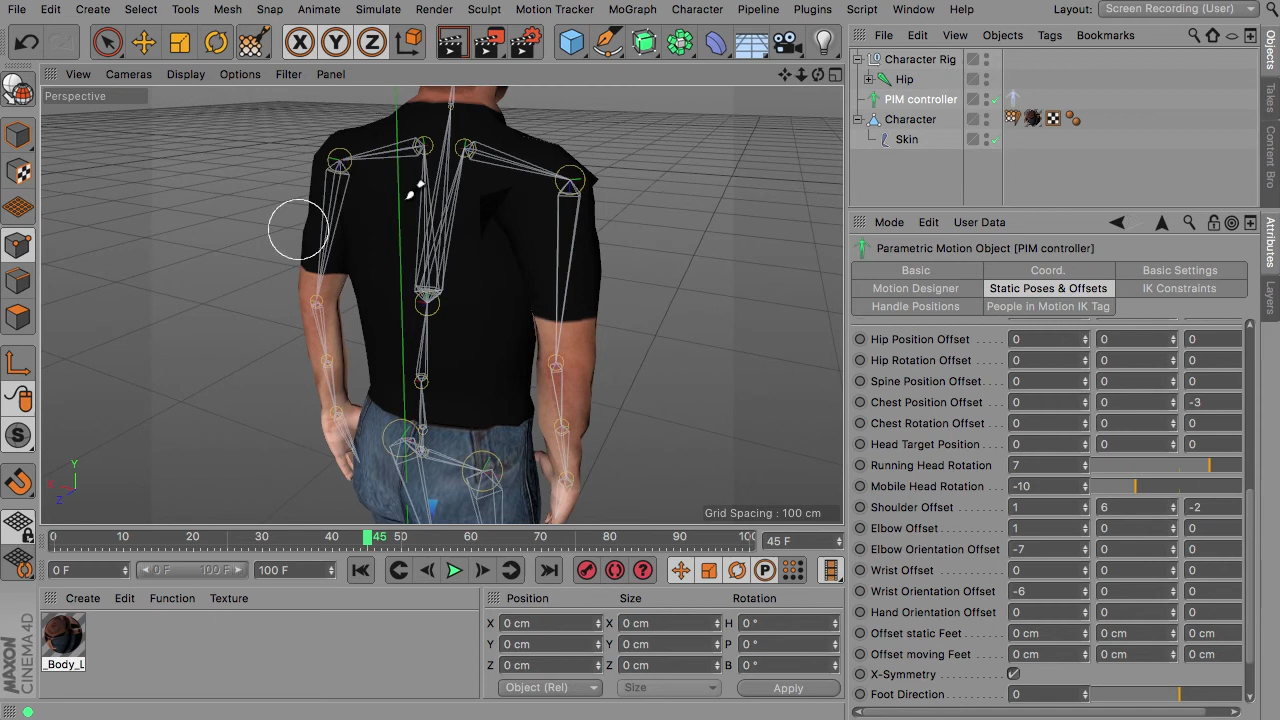 File Edit Create Select Tools Mesh Snap Animate Simulate Render Sculpt Motion Tracker MoGraph Character Plugins Script Window Help Layout: Screen Recording (User)
X Y Z
File Edit View Objects Tags Bookmarks
Character Rig
Hip
PIM controller
Character
Skin
Objects
Takes
Content Br
Attributes
Layers
View Cameras Display Options Filter Panel
Perspective
Y
Z
Grid Spacing : 100 cm
Mode Edit User Data
Parametric Motion Object [PIM controller]
Basic Coord. Basic Settings
Motion Designer Static Poses & Offsets IK Constraints
Handle Positions People in Motion IK Tag
Hip Position Offset 0 0 0
Hip Rotation Offset 0 0 0
Spine Position Offset 0 0 0
Chest Position Offset 0 0 -3
Chest Rotation Offset 0 0 0
Head Target Position 0 0 0
Running Head Rotation 7
Mobile Head Rotation -10
Shoulder Offset 1 6 -2
Elbow Offset 1 0 0
Elbow Orientation Offset -7 0 0
Wrist Offset 0 0 0
Wrist Orientation Offset -6 0 0
Hand Orientation Offset 0 0 0
Offset static Feet 0 cm 0 cm 0 cm
Offset moving Feet 0 cm 0 cm 0 cm
X-Symmetry
Foot Direction 0
0 10 20 30 45 50 60 70 80 90 100 45 F
0 F 0 F 100 F 100 F
P
S
Create Edit Function Texture
_Body_L
Position Size Rotation
X 0 cm X 0 cm H 0 °
Y 0 cm Y 0 cm P 0 °
Z 0 cm Z 0 cm B 0 °
Object (Rel) Size Apply
MAXON
CINEMA 4D